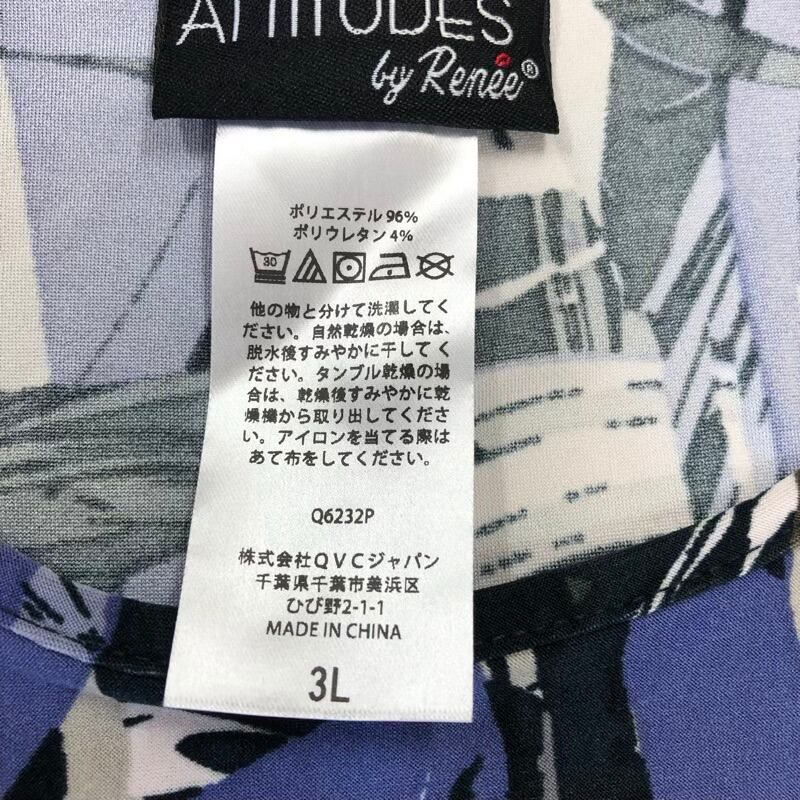 ATTITUDES
by Renée®
ポリエステル 96%
ポリウレタン 4%
30
他の物と分けて洗濯してく
ださい。自然乾燥の場合は、
脱水後すみやかに干してく
ださい。タンブル乾燥の場
合は、乾燥後すみやかに乾
燥機から取り出してくださ
い。アイロンを当てる際は
あて布をしてください。
Q6232P
株式会社QVCジャパン
千葉県千葉市美浜区
ひび野2-1-1
MADE IN CHINA
3L